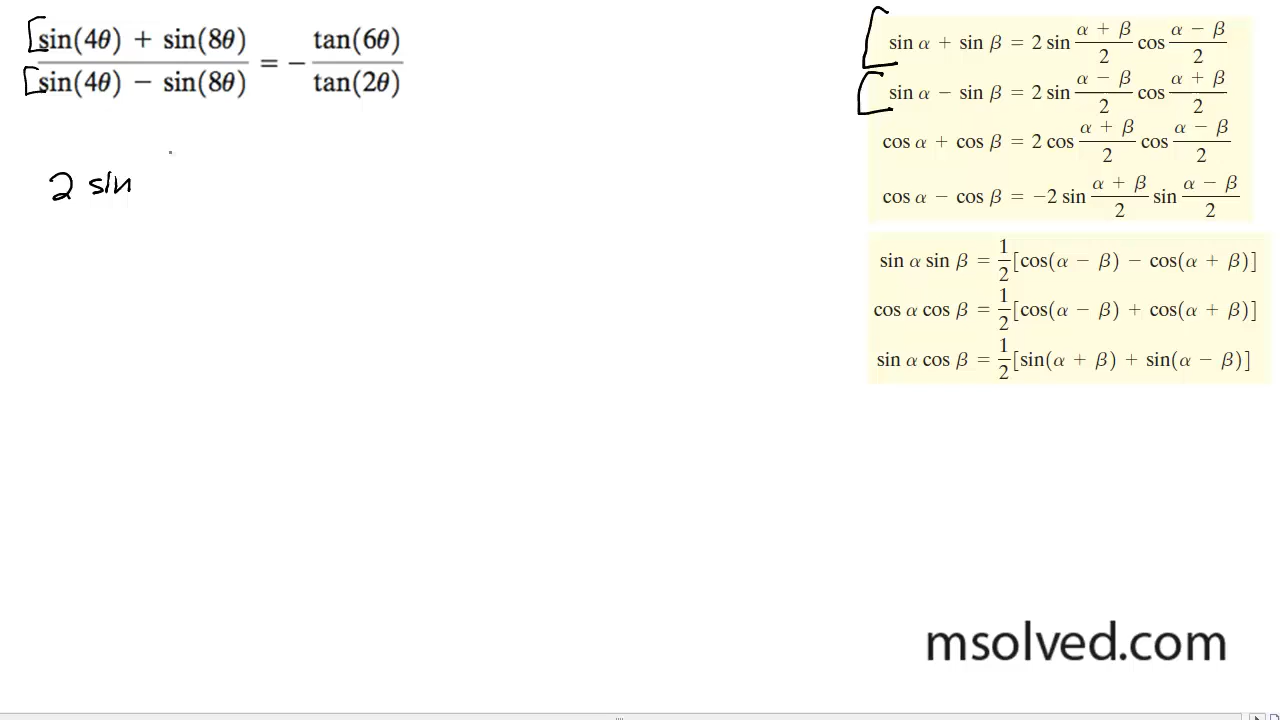 sin(4θ) + sin(8θ) / sin(4θ) − sin(8θ) = − tan(6θ) / tan(2θ)
2 sin
sin α + sin β = 2 sin (α + β)/2 cos (α − β)/2
sin α − sin β = 2 sin (α − β)/2 cos (α + β)/2
cos α + cos β = 2 cos (α + β)/2 cos (α − β)/2
cos α − cos β = −2 sin (α + β)/2 sin (α − β)/2
sin α sin β = 1/2 [cos(α − β) − cos(α + β)]
cos α cos β = 1/2 [cos(α − β) + cos(α + β)]
sin α cos β = 1/2 [sin(α + β) + sin(α − β)]
msolved.com